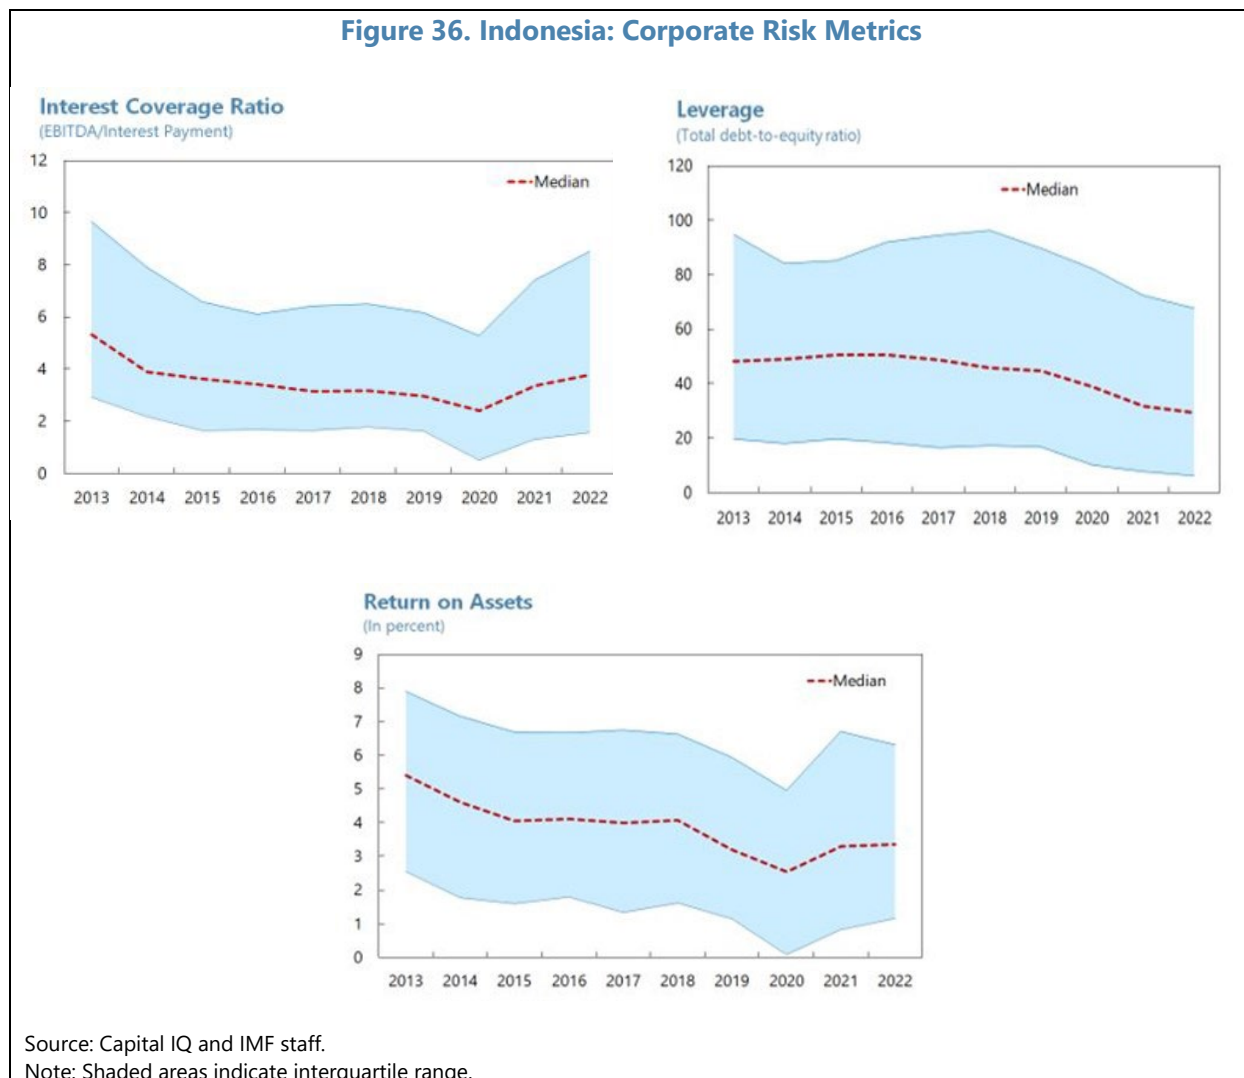 Figure 36. Indonesia: Corporate Risk Metrics
Interest Coverage Ratio
(EBITDA/Interest Payment)
12
10
8
6
4
2
0
Median
2013 2014 2015 2016 2017 2018 2019 2020 2021 2022
Leverage
(Total debt-to-equity ratio)
120
100
80
60
40
20
0
Median
2013 2014 2015 2016 2017 2018 2019 2020 2021 2022
Return on Assets
(In percent)
9
8
7
6
5
4
3
2
1
0
Median
2013 2014 2015 2016 2017 2018 2019 2020 2021 2022
Source: Capital IQ and IMF staff.
Note: Shaded areas indicate interquartile range.